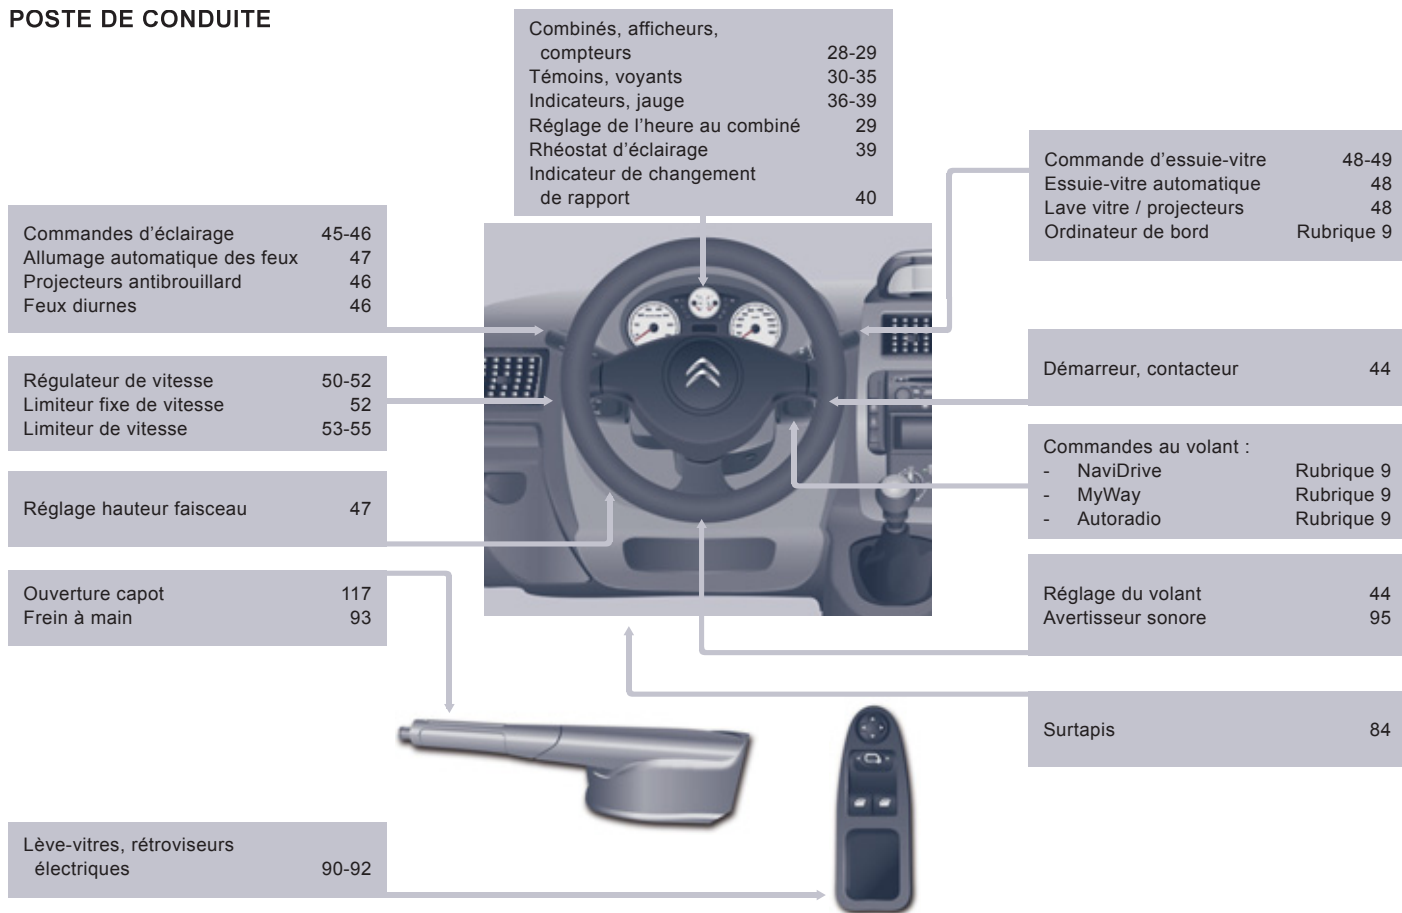 POSTE DE CONDUITE
Combinés, afficheurs,
compteurs 28-29
Témoins, voyants 30-35
Indicateurs, jauge 36-39
Réglage de l’heure au combiné 29
Rhéostat d’éclairage 39
Indicateur de changement
de rapport 40
Commandes d’éclairage 45-46
Allumage automatique des feux 47
Projecteurs antibrouillard 46
Feux diurnes 46
Régulateur de vitesse 50-52
Limiteur fixe de vitesse 52
Limiteur de vitesse 53-55
Réglage hauteur faisceau 47
Ouverture capot 117
Frein à main 93
Lève-vitres, rétroviseurs
électriques 90-92
Commande d’essuie-vitre 48-49
Essuie-vitre automatique 48
Lave vitre / projecteurs 48
Ordinateur de bord Rubrique 9
Démarreur, contacteur 44
Commandes au volant :
- NaviDrive Rubrique 9
- MyWay Rubrique 9
- Autoradio Rubrique 9
Réglage du volant 44
Avertisseur sonore 95
Surtapis 84